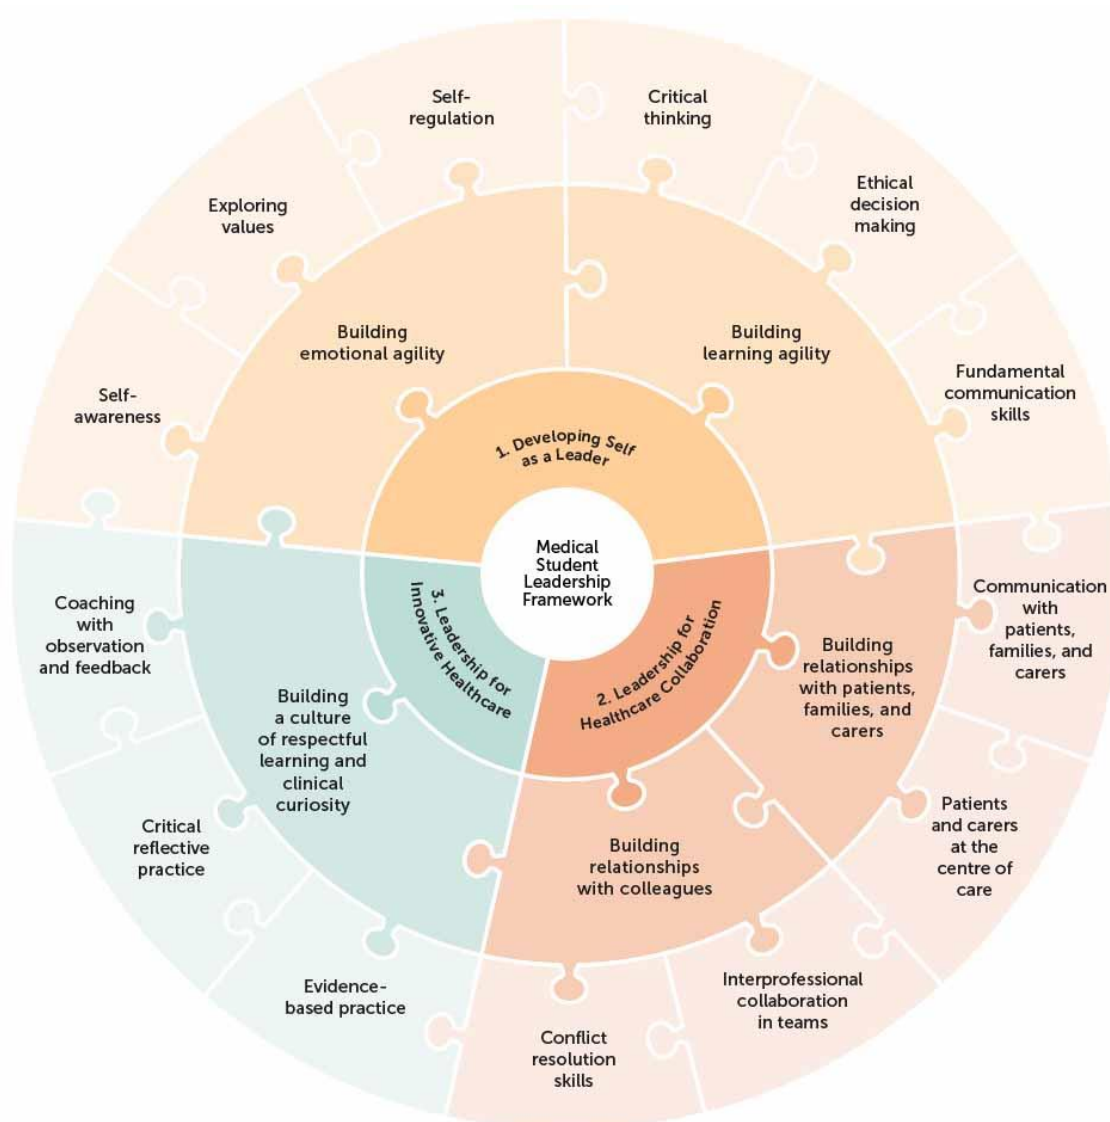 Self-
regulation
Critical
thinking
Exploring
values
Ethical
decision
making
Building
emotional agility
Building
learning agility
Self-
awareness
Fundamental
communication
skills
1. Developing Self
as a Leader
Medical
Student
Leadership
Framework
3. Leadership for
Innovative Healthcare
2. Leadership for
Healthcare Collaboration
Coaching
with
observation
and feedback
Communication
with
patients,
families, and
carers
Building
relationships
with patients,
families, and
carers
Building
a culture
of respectful
learning and
clinical
curiosity
Critical
reflective
practice
Patients
and carers
at the
centre of
care
Building
relationships
with colleagues
Evidence-
based practice
Interprofessional
collaboration
in teams
Conflict
resolution
skills